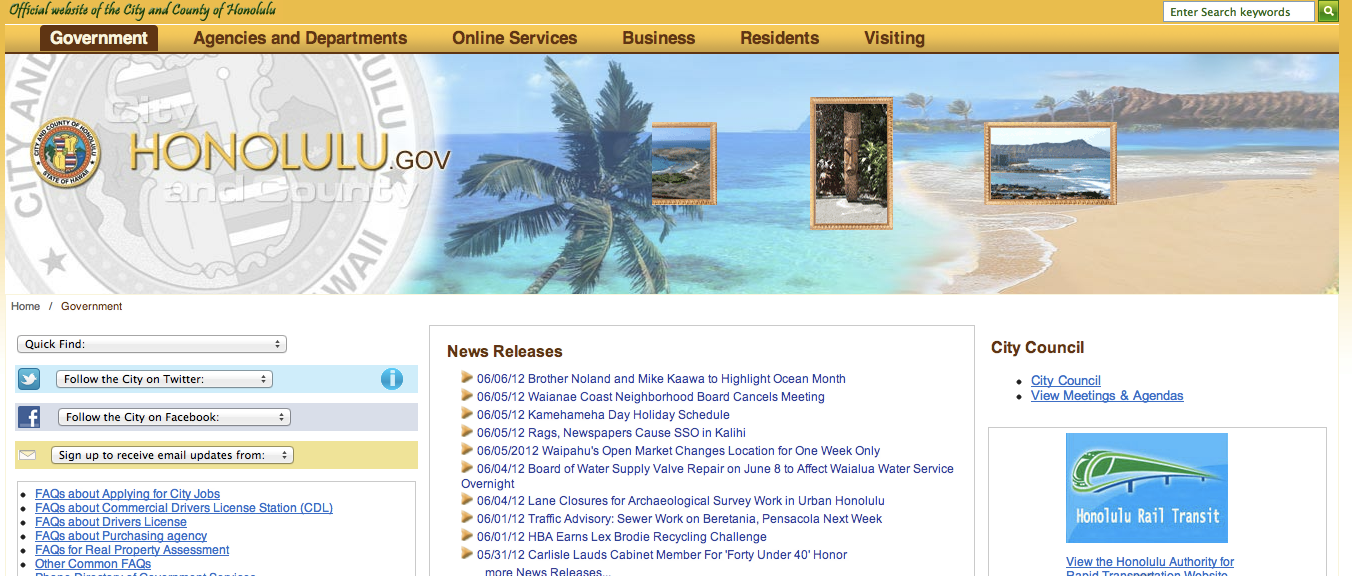 Official website of the City and County of Honolulu
Enter Search keywords
Government
Agencies and Departments
Online Services
Business
Residents
Visiting
CITY AND COUNTY OF HONOLULU
STATE OF HAWAII
City
HONOLULU.GOV
and County
Home / Government
Quick Find:
Follow the City on Twitter:
Follow the City on Facebook:
Sign up to receive email updates from:
FAQs about Applying for City Jobs
FAQs about Commercial Drivers License Station (CDL)
FAQs about Drivers License
FAQs about Purchasing agency
FAQs for Real Property Assessment
Other Common FAQs
Phone Directory of Government Services
News Releases
06/06/12 Brother Noland and Mike Kaawa to Highlight Ocean Month
06/05/12 Waianae Coast Neighborhood Board Cancels Meeting
06/05/12 Kamehameha Day Holiday Schedule
06/05/12 Rags, Newspapers Cause SSO in Kalihi
06/05/2012 Waipahu's Open Market Changes Location for One Week Only
06/04/12 Board of Water Supply Valve Repair on June 8 to Affect Waialua Water Service
Overnight
06/04/12 Lane Closures for Archaeological Survey Work in Urban Honolulu
06/01/12 Traffic Advisory: Sewer Work on Beretania, Pensacola Next Week
06/01/12 HBA Earns Lex Brodie Recycling Challenge
05/31/12 Carlisle Lauds Cabinet Member For 'Forty Under 40' Honor
more News Releases...
City Council
City Council
View Meetings & Agendas
Honolulu Rail Transit
View the Honolulu Authority for
Rapid Transportation Website